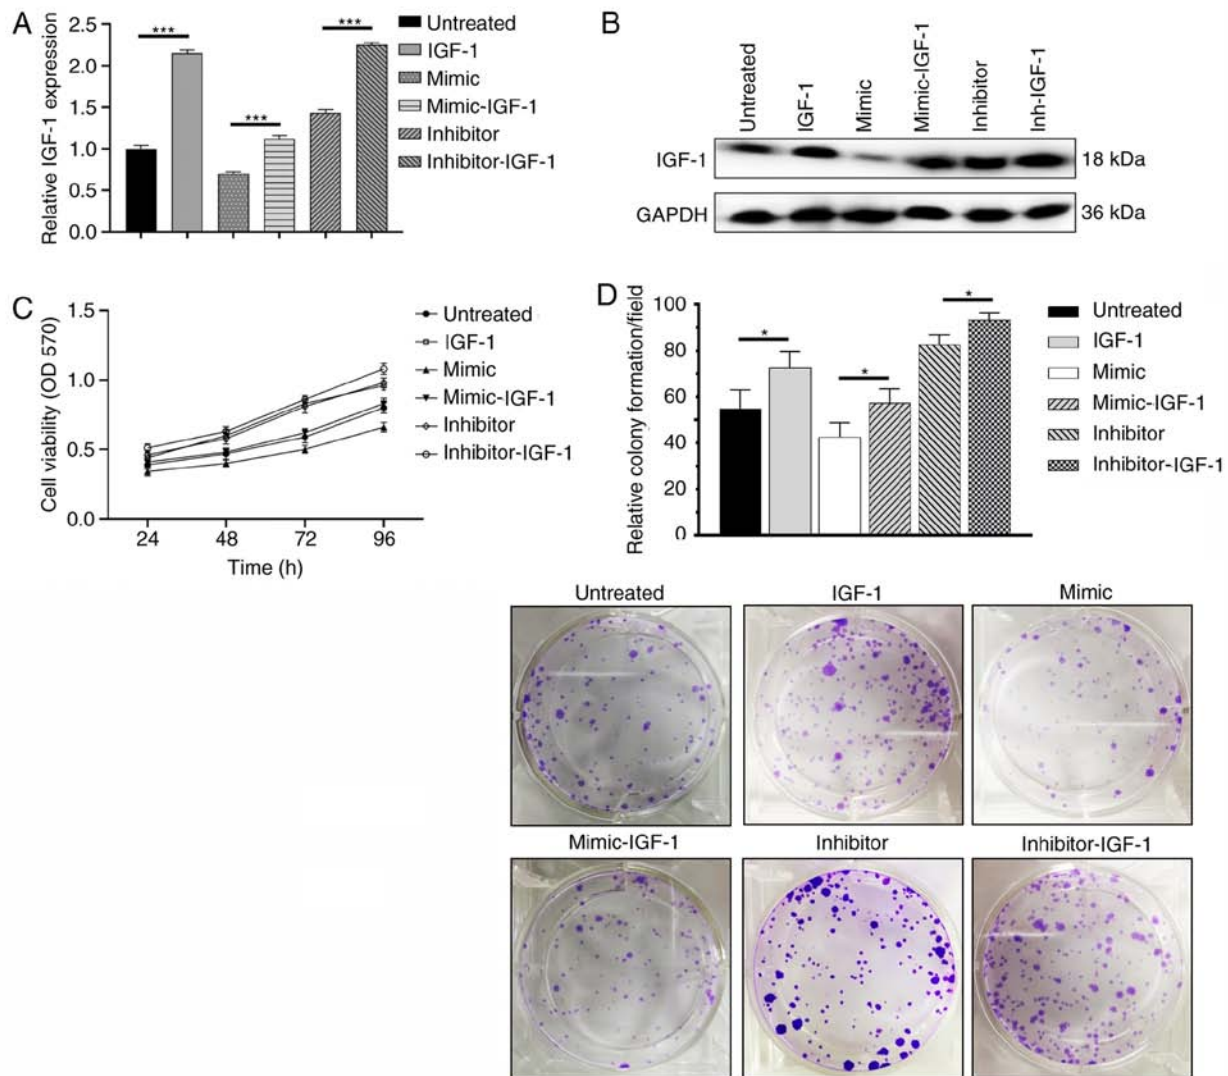 A
Relative IGF-1 expression
2.5
2.0
1.5
1.0
0.5
0.0
***
***
***
Untreated
IGF-1
Mimic
Mimic-IGF-1
Inhibitor
Inhibitor-IGF-1
B
Untreated
IGF-1
Mimic
Mimic-IGF-1
Inhibitor
Inh-IGF-1
IGF-1
18 kDa
GAPDH
36 kDa
C
Cell viability (OD 570)
1.5
1.0
0.5
0.0
24 48 72 96
Time (h)
Untreated
IGF-1
Mimic
Mimic-IGF-1
Inhibitor
Inhibitor-IGF-1
D
Relative colony formation/field
100
80
60
40
20
0
*
*
*
Untreated
IGF-1
Mimic
Mimic-IGF-1
Inhibitor
Inhibitor-IGF-1
Untreated
IGF-1
Mimic
Mimic-IGF-1
Inhibitor
Inhibitor-IGF-1